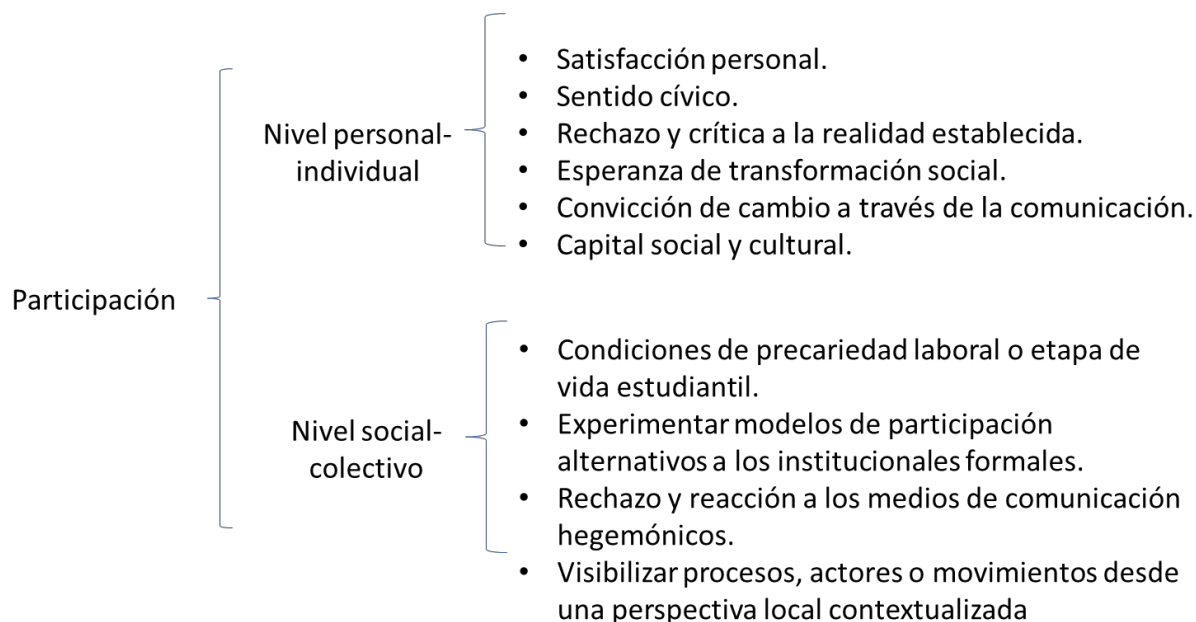 Participación
Nivel personal-
individual
• Satisfacción personal.
• Sentido cívico.
• Rechazo y crítica a la realidad establecida.
• Esperanza de transformación social.
• Convicción de cambio a través de la comunicación.
• Capital social y cultural.
Nivel social-
colectivo
• Condiciones de precariedad laboral o etapa de
vida estudiantil.
• Experimentar modelos de participación
alternativos a los institucionales formales.
• Rechazo y reacción a los medios de comunicación
hegemónicos.
• Visibilizar procesos, actores o movimientos desde
una perspectiva local contextualizada